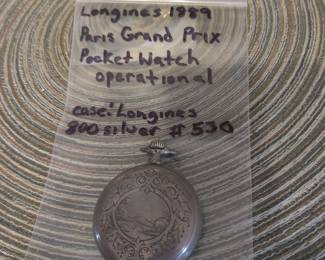 Longines 1889
Paris Grand Prix
Pocket Watch
operational
case: Longines
800 silver # 530